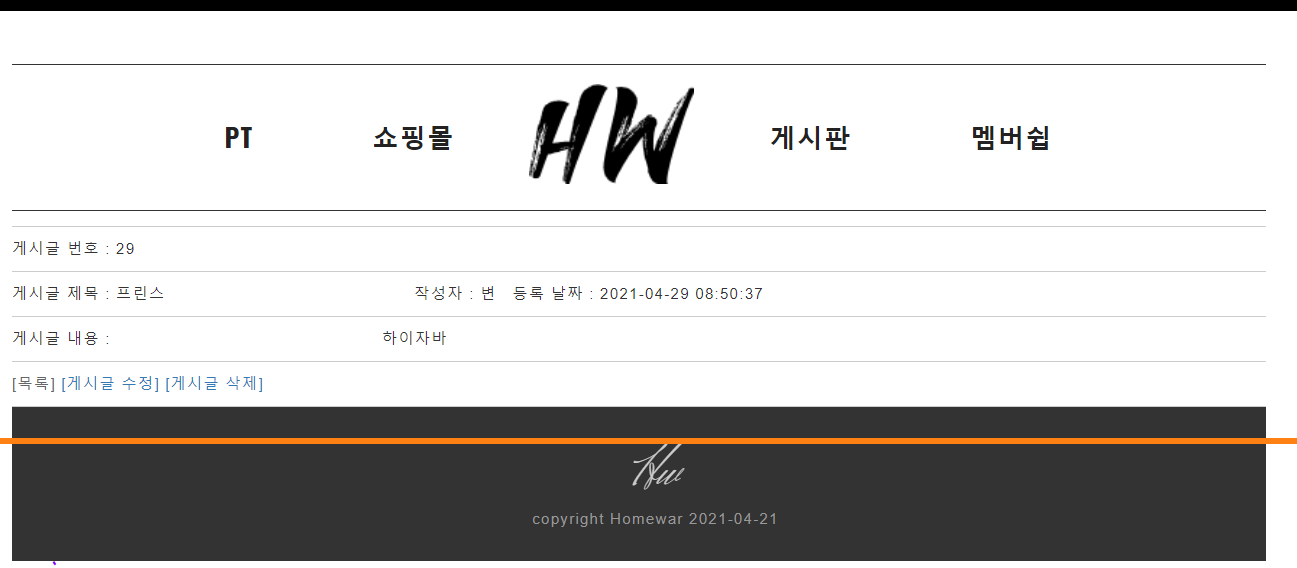 PT 쇼핑몰 HW 게시판 멤버쉽
게시글 번호 : 29
게시글 제목 : 프린스 작성자 : 변 등록 날짜 : 2021-04-29 08:50:37
게시글 내용 : 하이자바
[목록] [게시글 수정] [게시글 삭제]
Hw
copyright Homewar 2021-04-21